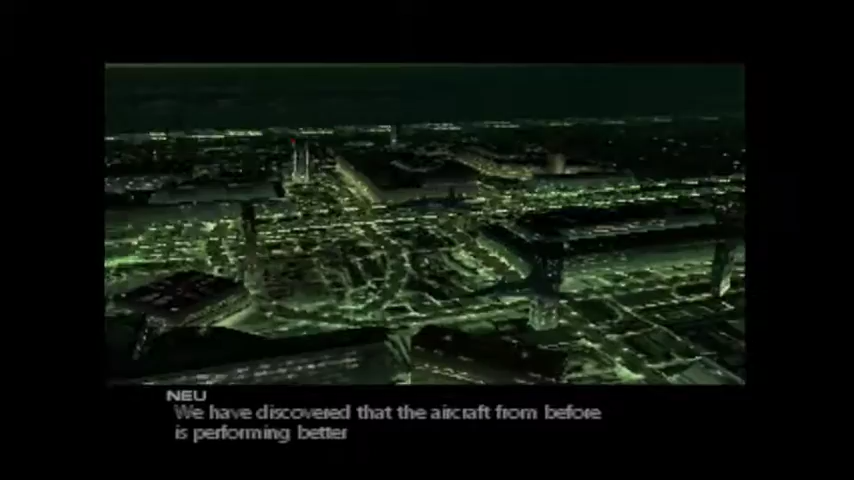 NEU
We have discovered that the aircraft from before
is performing better